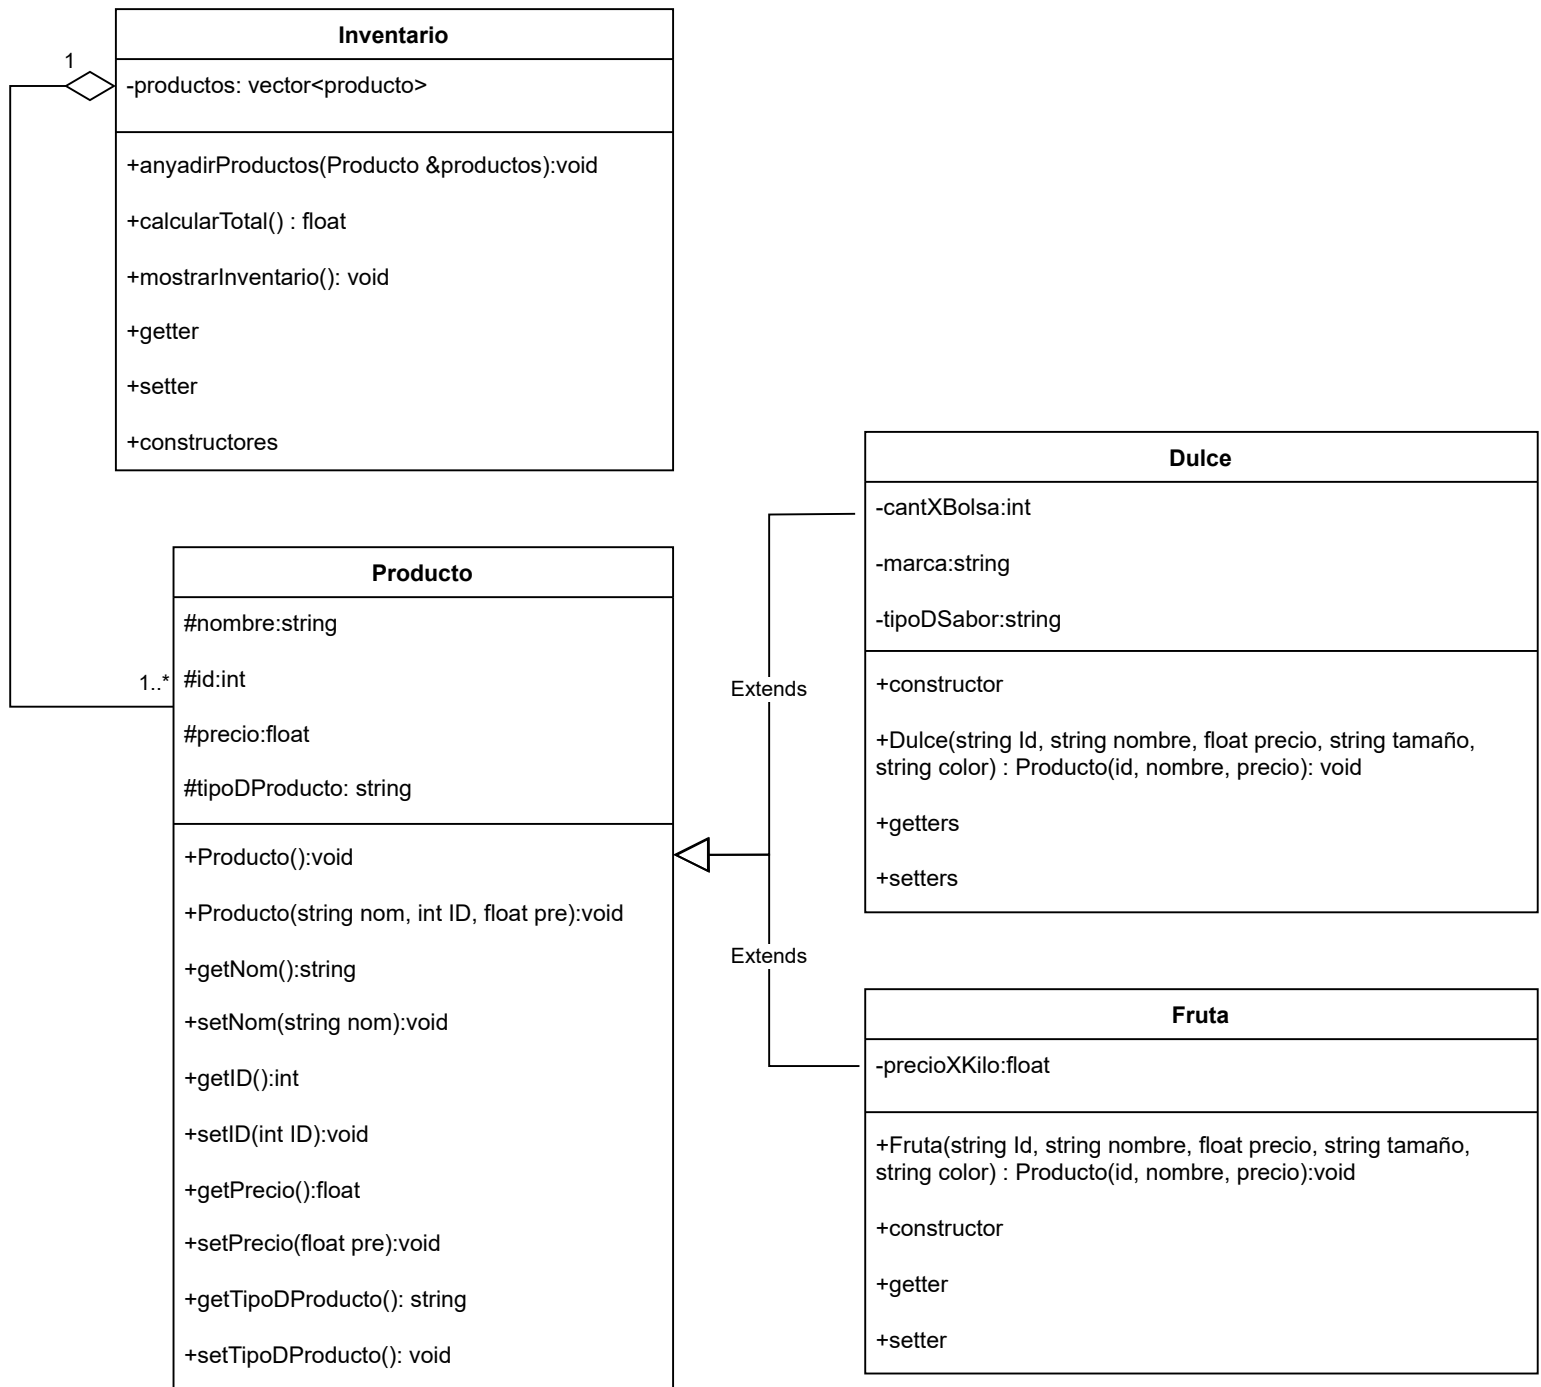 Inventario
1
-productos: vector<producto>
+anyadirProductos(Producto &productos):void
+calcularTotal() : float
+mostrarInventario(): void
+getter
+setter
+constructores
Producto
#nombre:string
1..*
#id:int
#precio:float
#tipoDProducto: string
+Producto():void
+Producto(string nom, int ID, float pre):void
+getNom():string
+setNom(string nom):void
+getID():int
+setID(int ID):void
+getPrecio():float
+setPrecio(float pre):void
+getTipoDProducto(): string
+setTipoDProducto(): void
Extends
Extends
Dulce
-cantXBolsa:int
-marca:string
-tipoDSabor:string
+constructor
+Dulce(string Id, string nombre, float precio, string tamaño,
string color) : Producto(id, nombre, precio): void
+getters
+setters
Fruta
-precioXKilo:float
+Fruta(string Id, string nombre, float precio, string tamaño,
string color) : Producto(id, nombre, precio):void
+constructor
+getter
+setter